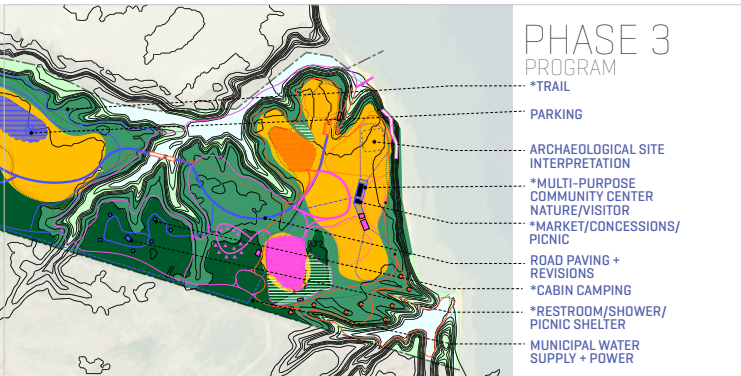 PHASE 3
PROGRAM
*TRAIL
PARKING
ARCHAEOLOGICAL SITE
INTERPRETATION
*MULTI-PURPOSE
COMMUNITY CENTER
NATURE/VISITOR
*MARKET/CONCESSIONS/
PICNIC
ROAD PAVING +
REVISIONS
*CABIN CAMPING
*RESTROOM/SHOWER/
PICNIC SHELTER
MUNICIPAL WATER
SUPPLY + POWER